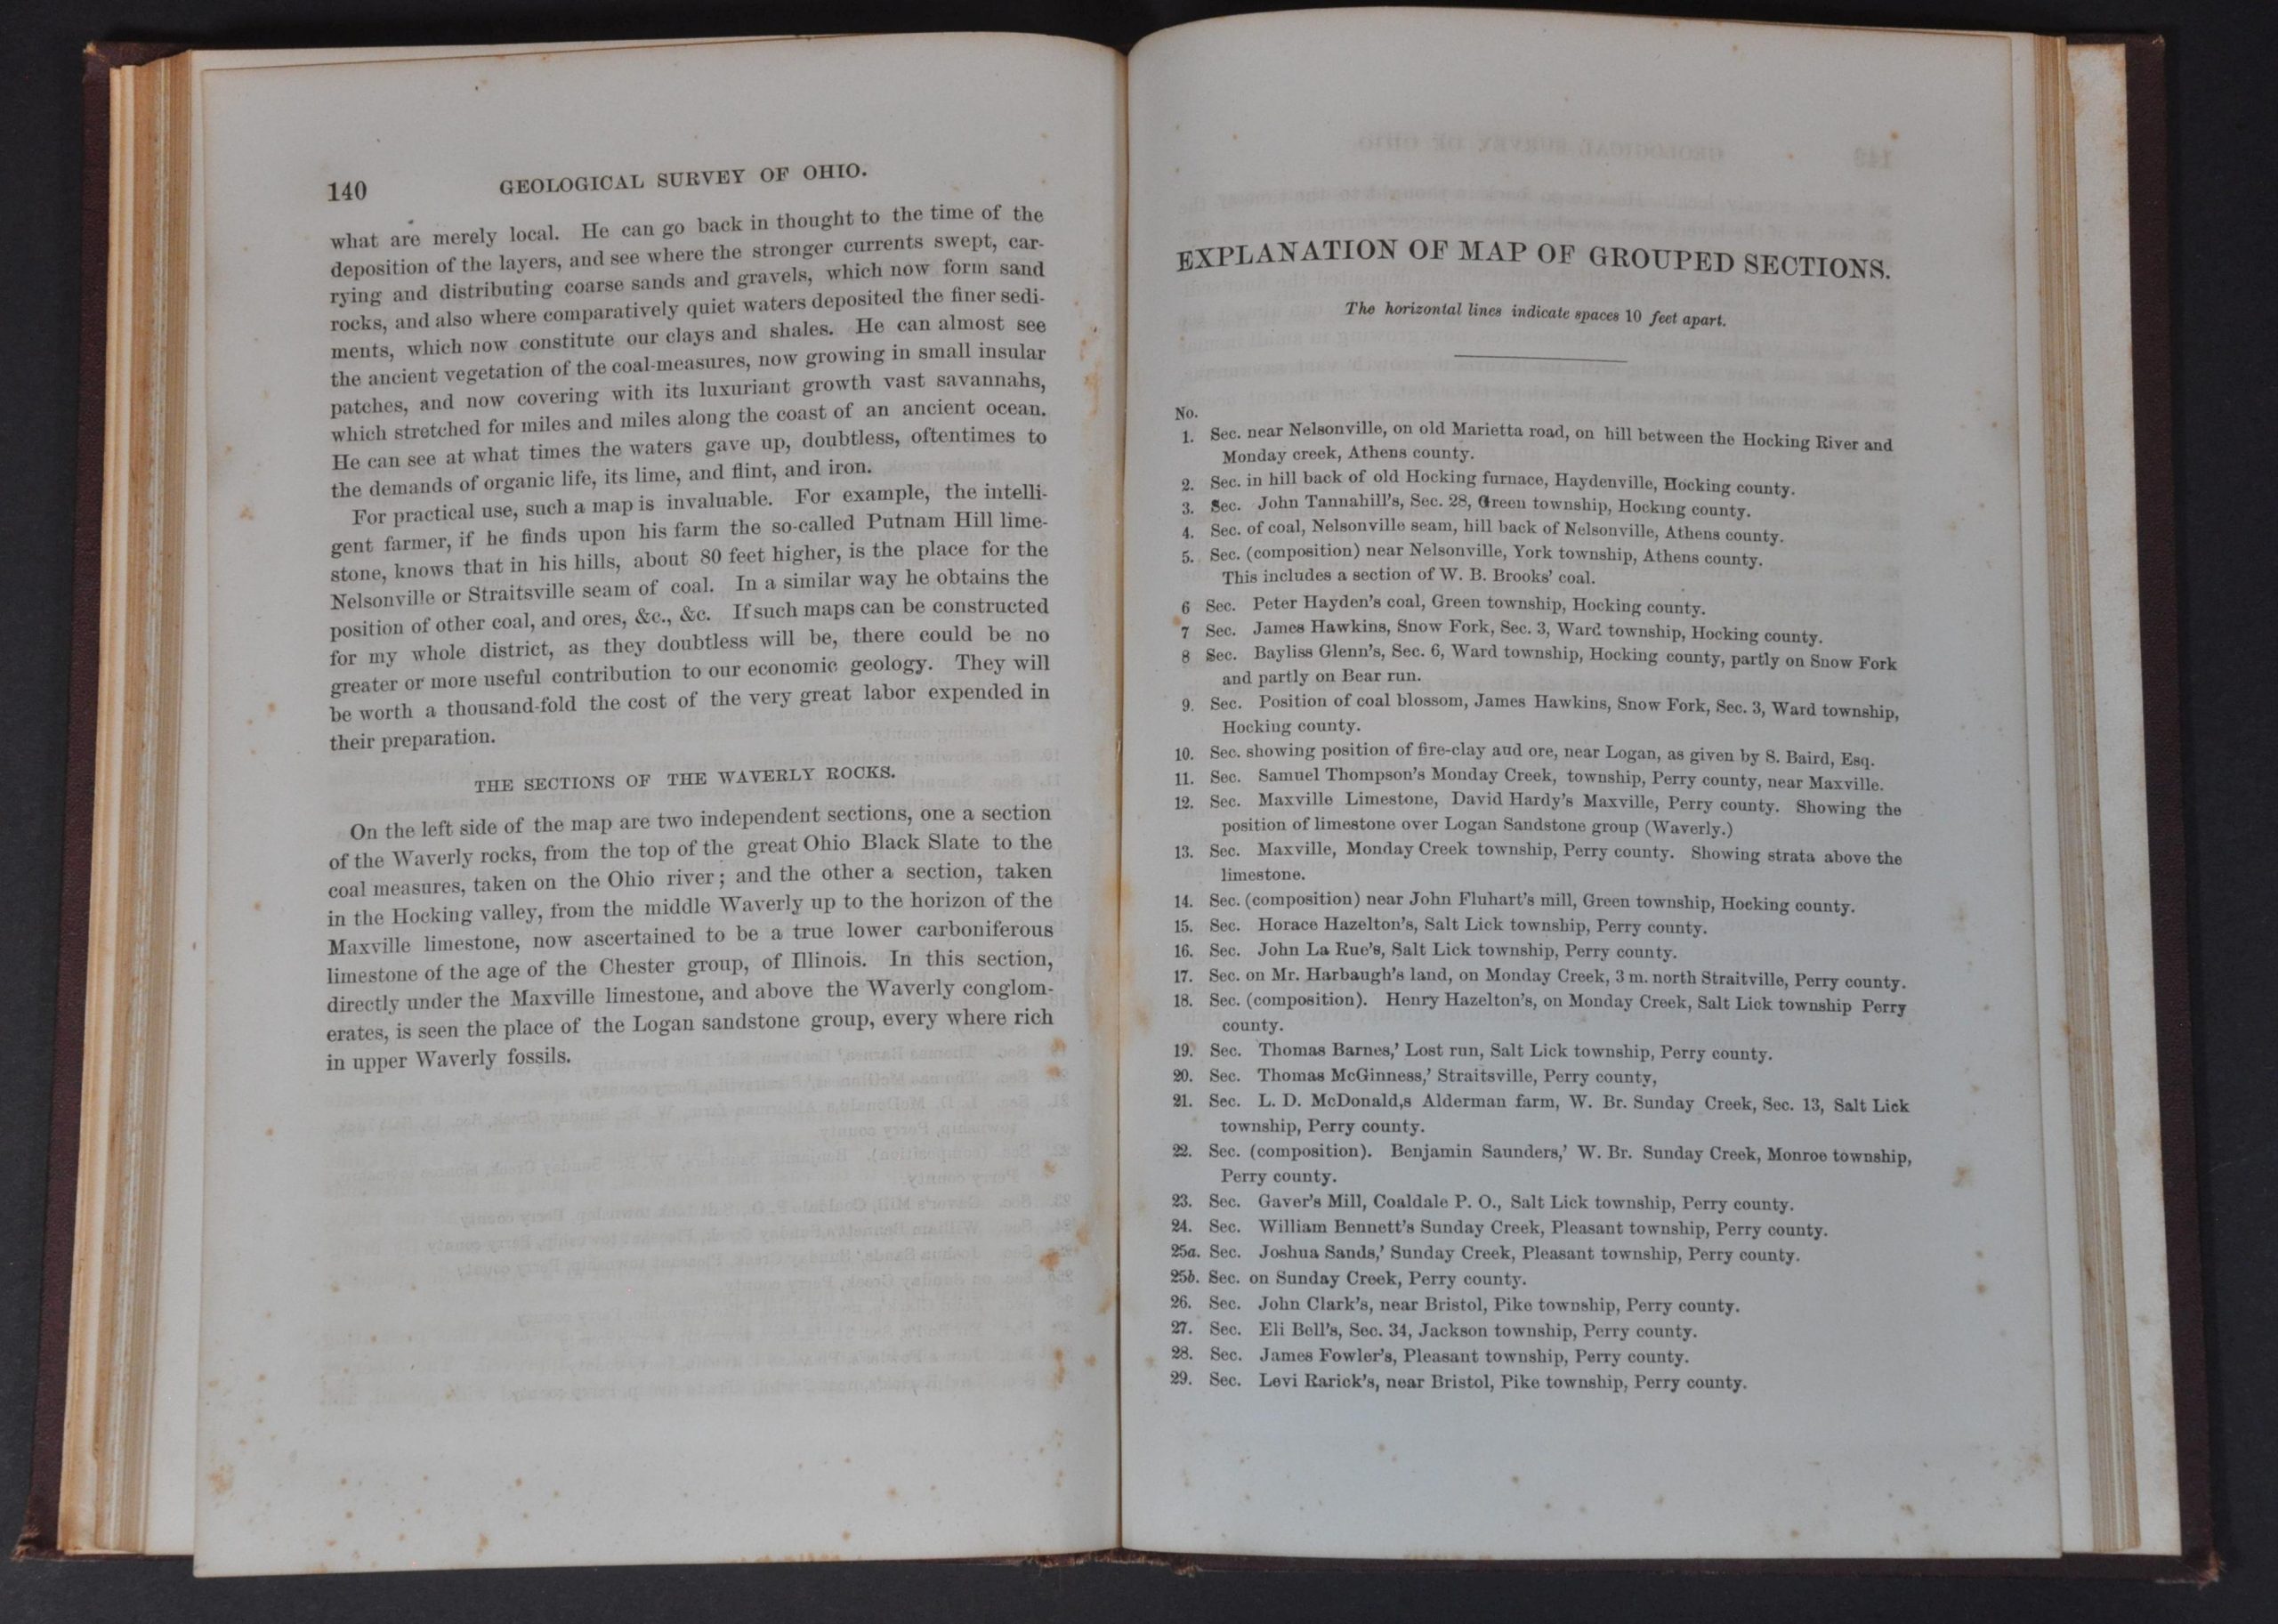 140
GEOLOGICAL SURVEY OF OHIO.
what are merely local. He can go back in thought to the time of the
deposition of the layers, and see where the stronger currents swept, car-
rying and distributing coarse sands and gravels, which now form sand
rocks, and also where comparatively quiet waters deposited the finer sedi-
ments, which now constitute our clays and shales. He can almost see
the ancient vegetation of the coal-measures, now growing in small insular
patches, and now covering with its luxuriant growth vast savannahs,
which stretched for miles and miles along the coast of an ancient ocean.
He can see at what times the waters gave up, doubtless, oftentimes to
the demands of organic life, its lime, and flint, and iron.
For practical use, such a map is invaluable. For example, the intelli-
gent farmer, if he finds upon his farm the so-called Putnam Hill lime-
stone, knows that in his hills, about 80 feet higher, is the place for the
Nelsonville or Straitsville seam of coal. In a similar way he obtains the
position of other coal, and ores, &c., &c. If such maps can be constructed
for my whole district, as they doubtless will be, there could be no
greater or more useful contribution to our economic geology. They will
be worth a thousand-fold the cost of the very great labor expended in
their preparation.
THE SECTIONS OF THE WAVERLY ROCKS.
On the left side of the map are two independent sections, one a section
of the Waverly rocks, from the top of the great Ohio Black Slate to the
coal measures, taken on the Ohio river; and the other a section, taken
in the Hocking valley, from the middle Waverly up to the horizon of the
Maxville limestone, now ascertained to be a true lower carboniferous
limestone of the age of the Chester group, of Illinois. In this section,
directly under the Maxville limestone, and above the Waverly conglom-
erates, is seen the place of the Logan sandstone group, every where rich
in upper Waverly fossils.
EXPLANATION OF MAP OF GROUPED SECTIONS.
The horizontal lines indicate spaces 10 feet apart.
No.
1. Sec. near Nelsonville, on old Marietta road, on hill between the Hocking River and
Monday creek, Athens county.
2. Sec. in hill back of old Hocking furnace, Haydenville, Hocking county.
3. Sec. John Tannahill's, Sec. 28, Green township, Hocking county.
4. Sec. of coal, Nelsonville seam, hill back of Nelsonville, Athens county.
5. Sec. (composition) near Nelsonville, York township, Athens county.
This includes a section of W. B. Brooks' coal.
6 Sec. Peter Hayden's coal, Green township, Hocking county.
7 Sec. James Hawkins, Snow Fork, Sec. 3, Ward township, Hocking county.
8 Sec. Bayliss Glenn's, Sec. 6, Ward township, Hocking county, partly on Snow Fork
and partly on Bear run.
9. Sec. Position of coal blossom, James Hawkins, Snow Fork, Sec. 3, Ward township,
Hocking county.
10. Sec. showing position of fire-clay and ore, near Logan, as given by S. Baird, Esq.
11. Sec. Samuel Thompson's Monday Creek, township, Perry county, near Maxville.
12. Sec. Maxville Limestone, David Hardy's Maxville, Perry county. Showing the
position of limestone over Logan Sandstone group (Waverly.)
13. Sec. Maxville, Monday Creek township, Perry county. Showing strata above the
limestone.
14. Sec. (composition) near John Fluhart's mill, Green township, Hocking county.
15. Sec. Horace Hazelton's, Salt Lick township, Perry county.
16. Sec. John La Rue's, Salt Lick township, Perry county.
17. Sec. on Mr. Harbaugh's land, on Monday Creek, 3 m. north Straitville, Perry county.
18. Sec. (composition). Henry Hazelton's, on Monday Creek, Salt Lick township Perry
county.
19. Sec. Thomas Barnes,' Lost run, Salt Lick township, Perry county.
20. Sec. Thomas McGinness,' Straitsville, Perry county,
21. Sec. L. D. McDonald,s Alderman farm, W. Br. Sunday Creek, Sec. 13, Salt Lick
township, Perry county.
22. Sec. (composition). Benjamin Saunders,' W. Br. Sunday Creek, Monroe township,
Perry county.
23. Sec. Gaver's Mill, Coaldale P. O., Salt Lick township, Perry county.
24. Sec. William Bennett's Sunday Creek, Pleasant township, Perry county.
25a. Sec. Joshua Sands,' Sunday Creek, Pleasant township, Perry county.
25b. Sec. on Sunday Creek, Perry county.
26. Sec. John Clark's, near Bristol, Pike township, Perry county.
27. Sec. Eli Bell's, Sec. 34, Jackson township, Perry county.
28. Sec. James Fowler's, Pleasant township, Perry county.
29. Sec. Levi Rarick's, near Bristol, Pike township, Perry county.